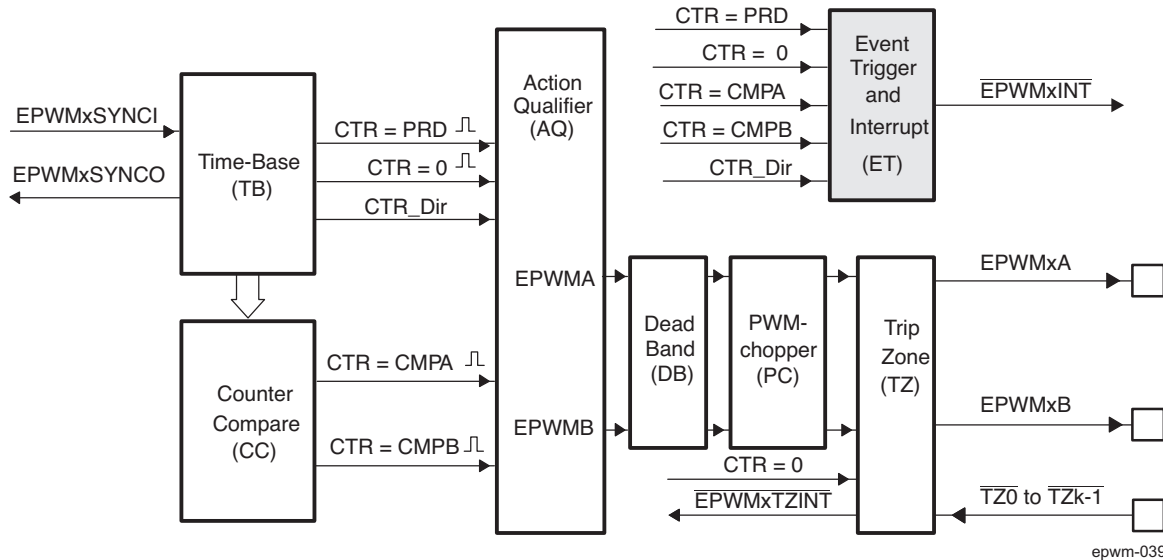 EPWMxSYNCI
EPWMxSYNCO
Time-Base
(TB)
CTR = PRD
CTR = 0
CTR_Dir
Counter
Compare
(CC)
CTR = CMPA
CTR = CMPB
Action
Qualifier
(AQ)
EPWMA
EPWMB
CTR = PRD
CTR = 0
CTR = CMPA
CTR = CMPB
CTR_Dir
Event
Trigger
and
Interrupt
(ET)
EPWMxINT
Dead
Band
(DB)
PWM-
chopper
(PC)
Trip
Zone
(TZ)
EPWMxA
EPWMxB
CTR = 0
EPWMxTZINT
TZ0 to TZk-1
epwm-039